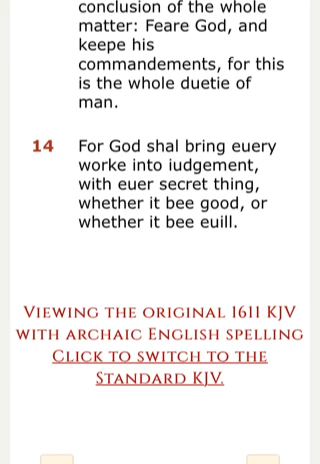 conclusion of the whole
matter: Feare God, and
keepe his
commandements, for this
is the whole duetie of
man.
14 For God shal bring euery
worke into iudgement,
with euer secret thing,
whether it bee good, or
whether it bee euill.
Viewing the original 1611 KJV
with archaic English spelling
Click to switch to the
Standard KJV.